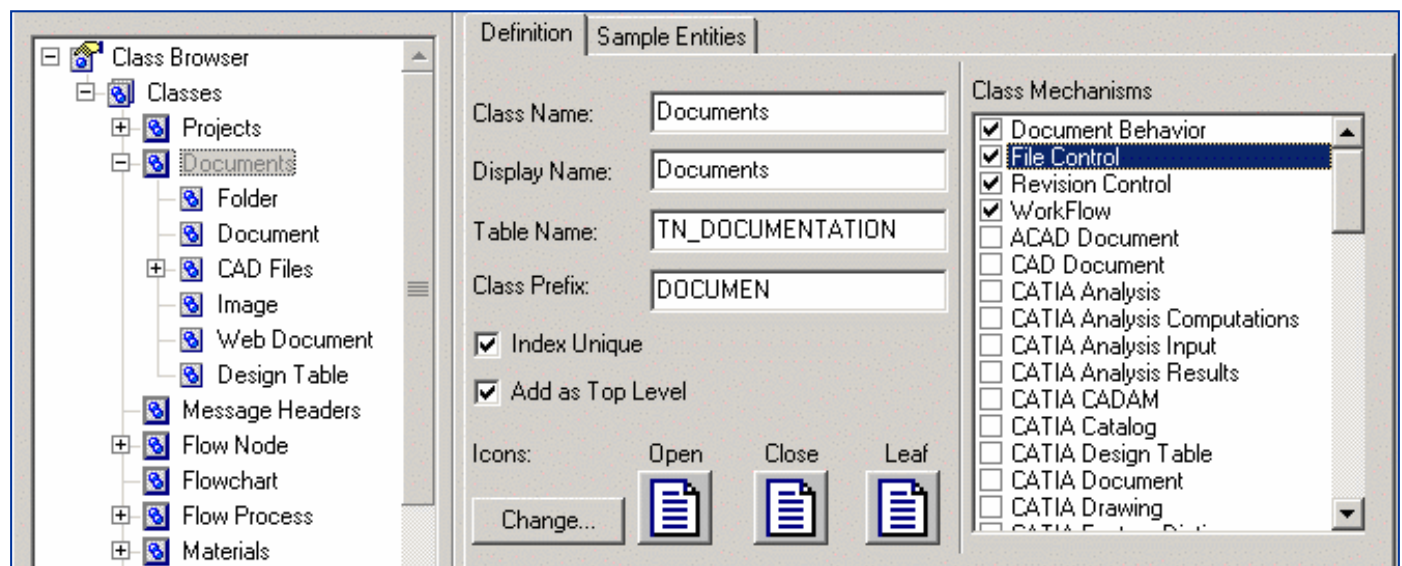 Class Browser
Classes
Projects
Documents
Folder
Document
CAD Files
Image
Web Document
Design Table
Message Headers
Flow Node
Flowchart
Flow Process
Materials
Definition
Sample Entities
Class Name:
Documents
Display Name:
Documents
Table Name:
TN_DOCUMENTATION
Class Prefix:
DOCUMEN
Index Unique
Add as Top Level
Icons:
Open
Close
Leaf
Change...
Class Mechanisms
Document Behavior
File Control
Revision Control
WorkFlow
ACAD Document
CAD Document
CATIA Analysis
CATIA Analysis Computations
CATIA Analysis Input
CATIA Analysis Results
CATIA CADAM
CATIA Catalog
CATIA Design Table
CATIA Document
CATIA Drawing